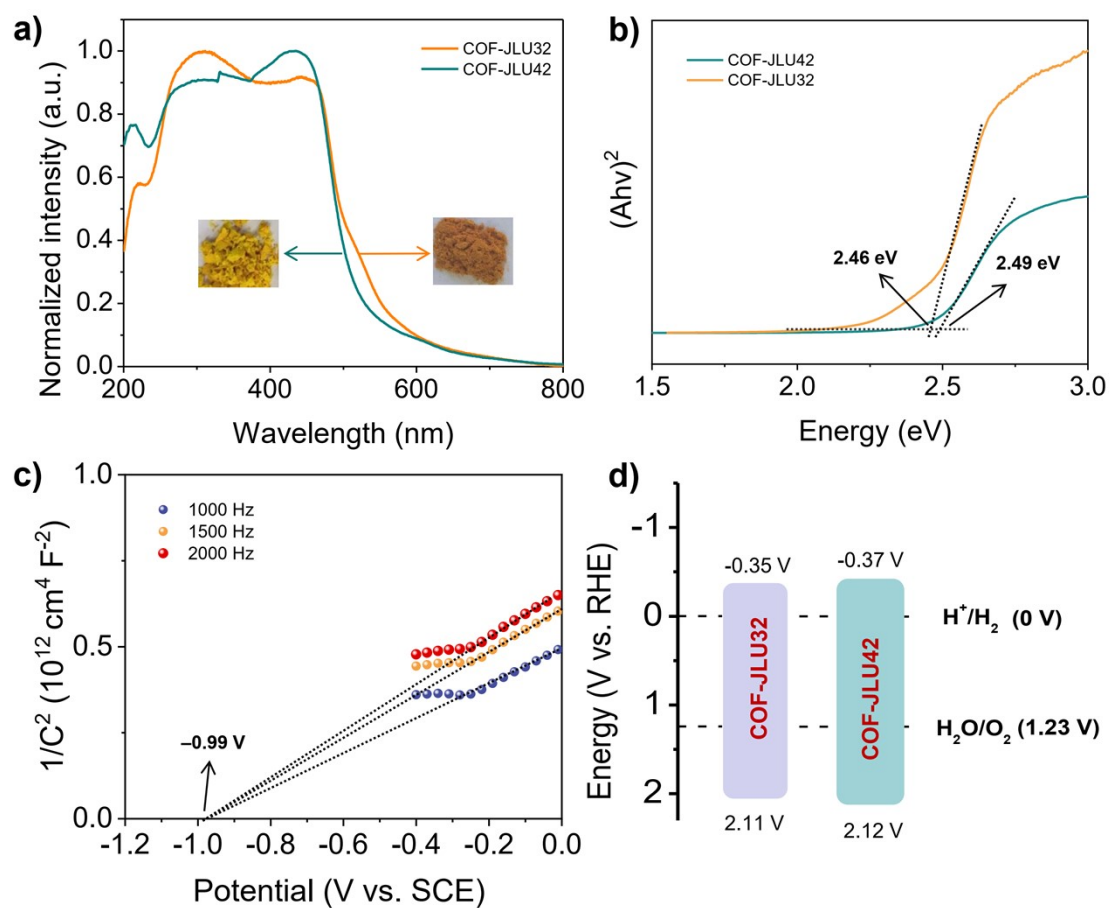 a)
COF-JLU32
COF-JLU42
1.0
0.8
0.6
0.4
0.2
0.0
Normalized intensity (a.u.)
200 400 600 800
Wavelength (nm)
b)
COF-JLU42
COF-JLU32
(Ahv)²
2.46 eV
2.49 eV
1.5 2.0 2.5 3.0
Energy (eV)
c)
1000 Hz
1500 Hz
2000 Hz
1.0
0.5
0.0
1/C² (10¹² cm⁴ F⁻²)
–0.99 V
-1.2 -1.0 -0.8 -0.6 -0.4 -0.2 0.0
Potential (V vs. SCE)
d)
Energy (V vs. RHE)
-1
0
1
2
-0.35 V
-0.37 V
COF-JLU32
COF-JLU42
2.11 V
2.12 V
H⁺/H₂ (0 V)
H₂O/O₂ (1.23 V)